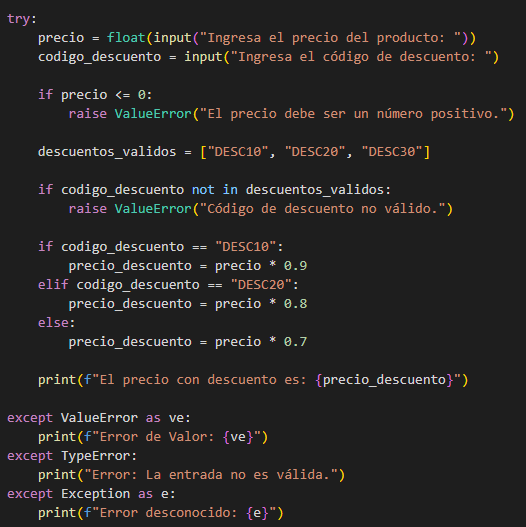 try:
    precio = float(input("Ingresa el precio del producto: "))
    codigo_descuento = input("Ingresa el código de descuento: ")

    if precio <= 0:
        raise ValueError("El precio debe ser un número positivo.")

    descuentos_validos = ["DESC10", "DESC20", "DESC30"]

    if codigo_descuento not in descuentos_validos:
        raise ValueError("Código de descuento no válido.")

    if codigo_descuento == "DESC10":
        precio_descuento = precio * 0.9
    elif codigo_descuento == "DESC20":
        precio_descuento = precio * 0.8
    else:
        precio_descuento = precio * 0.7

    print(f"El precio con descuento es: {precio_descuento}")

except ValueError as ve:
    print(f"Error de Valor: {ve}")
except TypeError:
    print("Error: La entrada no es válida.")
except Exception as e:
    print(f"Error desconocido: {e}")